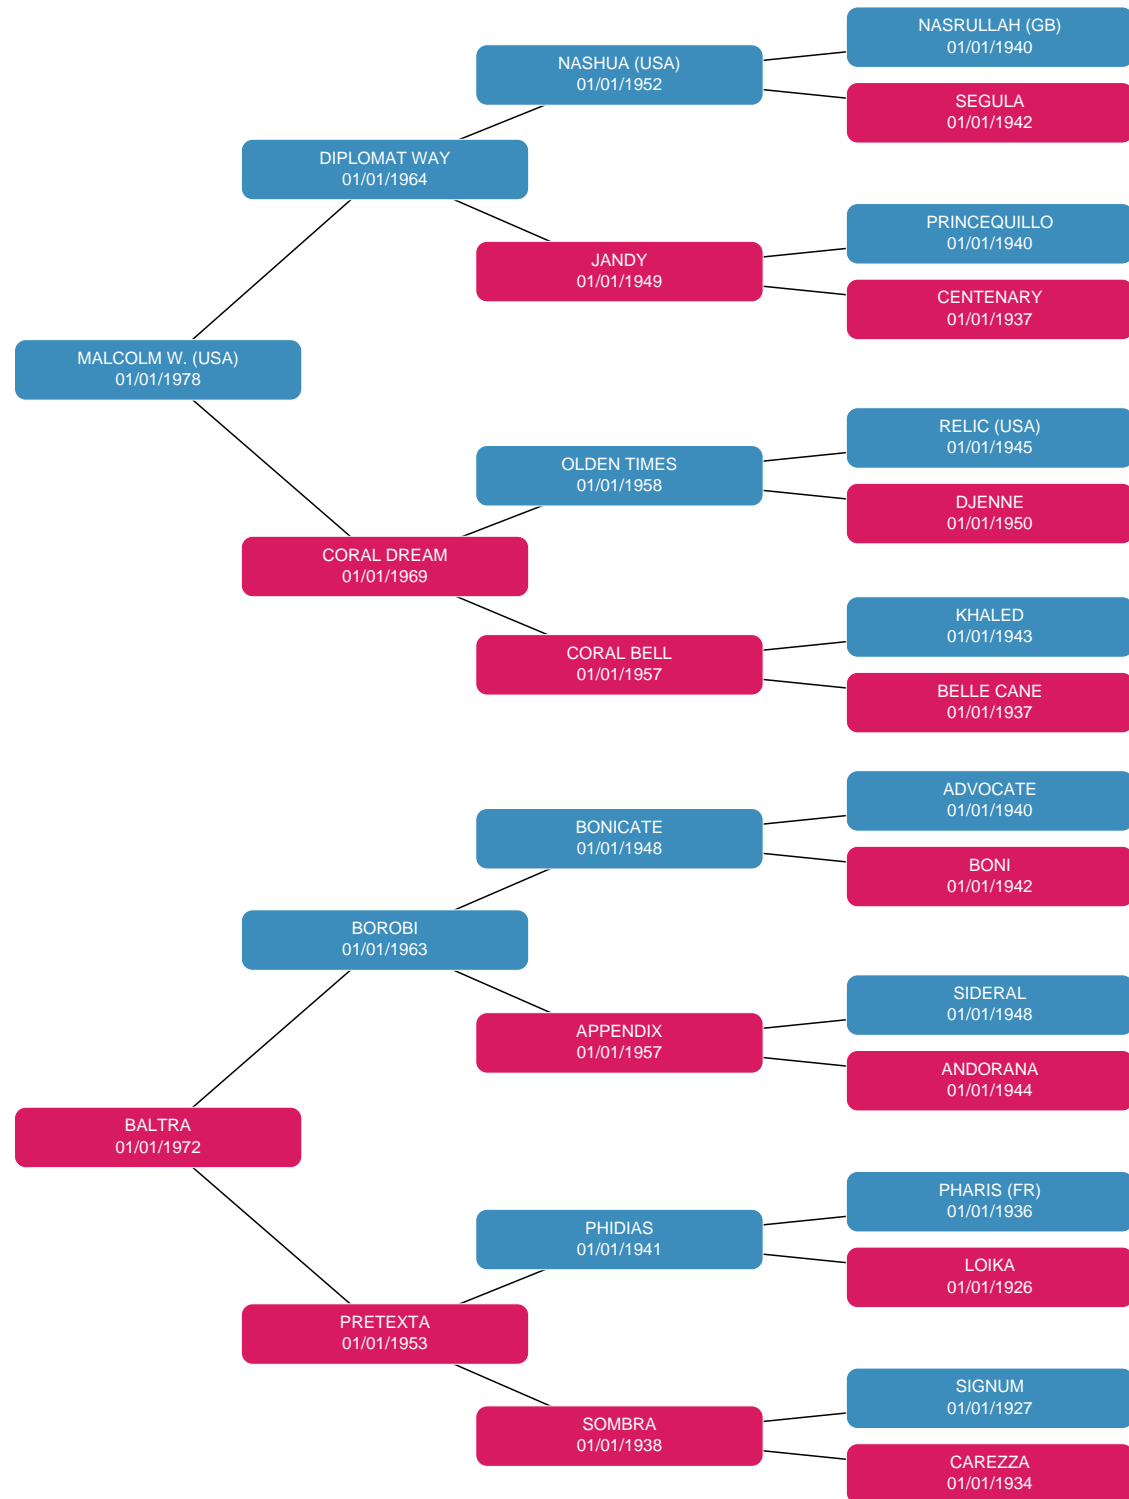 NASRULLAH (GB)
01/01/1940
NASHUA (USA)
01/01/1952
SEGULA
01/01/1942
DIPLOMAT WAY
01/01/1964
PRINCEQUILLO
01/01/1940
JANDY
01/01/1949
CENTENARY
01/01/1937
MALCOLM W. (USA)
01/01/1978
RELIC (USA)
01/01/1945
OLDEN TIMES
01/01/1958
DJENNE
01/01/1950
CORAL DREAM
01/01/1969
KHALED
01/01/1943
CORAL BELL
01/01/1957
BELLE CANE
01/01/1937
ADVOCATE
01/01/1940
BONICATE
01/01/1948
BONI
01/01/1942
BOROBI
01/01/1963
SIDERAL
01/01/1948
APPENDIX
01/01/1957
ANDORANA
01/01/1944
BALTRA
01/01/1972
PHARIS (FR)
01/01/1936
PHIDIAS
01/01/1941
LOIKA
01/01/1926
PRETEXTA
01/01/1953
SIGNUM
01/01/1927
SOMBRA
01/01/1938
CAREZZA
01/01/1934